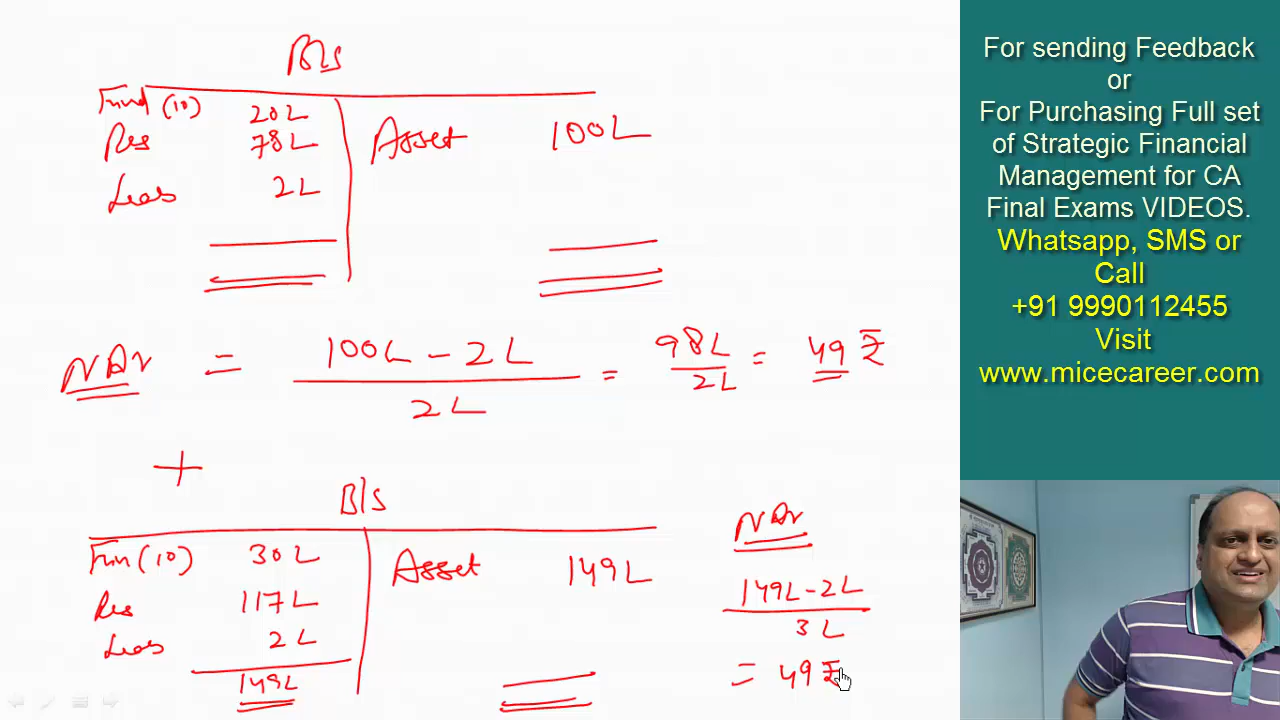 B/S
Fund (10) 20L
Res 78L
Asset 100L
Liab 2L
NAV = 100L - 2L / 2L = 98L / 2L = 49 ₹
+
B/S
Fun (10) 30L
Asset 149L
Res 117L
Liab 2L
149L
NAV
149L - 2L
3L
= 49 ₹
For sending Feedback
or
For Purchasing Full set
of Strategic Financial
Management for CA
Final Exams VIDEOS.
Whatsapp, SMS or
Call
+91 9990112455
Visit
www.micecareer.com